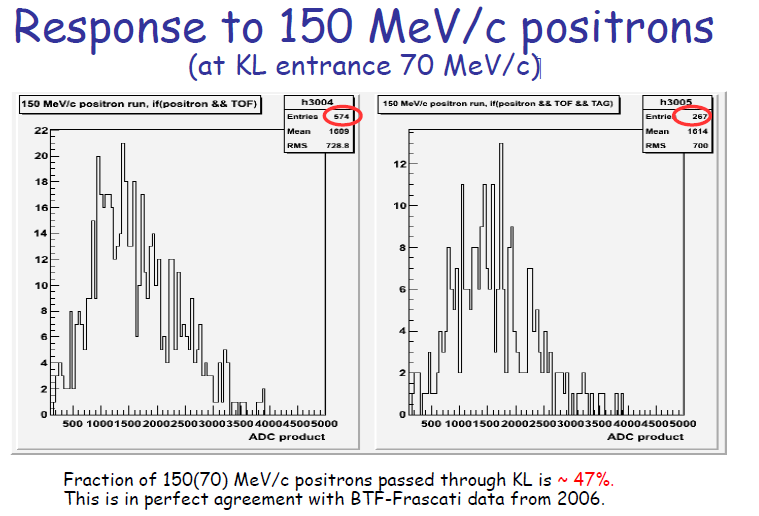 Response to 150 MeV/c positrons
(at KL entrance 70 MeV/c)
150 MeV/c positron run, if(positron && TOF)
h3004
Entries 574
Mean 1609
RMS 728.8
22
20
18
16
14
12
10
8
6
4
2
0
500 1000 1500 2000 2500 3000 3500 4000 4500 5000
ADC product
150 MeV/c positron run, if(positron && TOF && TAG)
h3005
Entrie 267
Mean 1614
RMS 700
12
10
8
6
4
2
0
500 1000 1500 2000 2500 3000 3500 4000 4500 5000
ADC product
Fraction of 150(70) MeV/c positrons passed through KL is ~ 47%.
This is in perfect agreement with BTF-Frascati data from 2006.